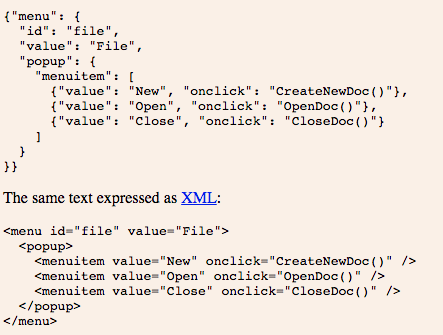 {"menu": {
  "id": "file",
  "value": "File",
  "popup": {
    "menuitem": [
      {"value": "New", "onclick": "CreateNewDoc()"},
      {"value": "Open", "onclick": "OpenDoc()"},
      {"value": "Close", "onclick": "CloseDoc()"}
    ]
  }
}}
The same text expressed as XML:
<menu id="file" value="File">
  <popup>
    <menuitem value="New" onclick="CreateNewDoc()" />
    <menuitem value="Open" onclick="OpenDoc()" />
    <menuitem value="Close" onclick="CloseDoc()" />
  </popup>
</menu>